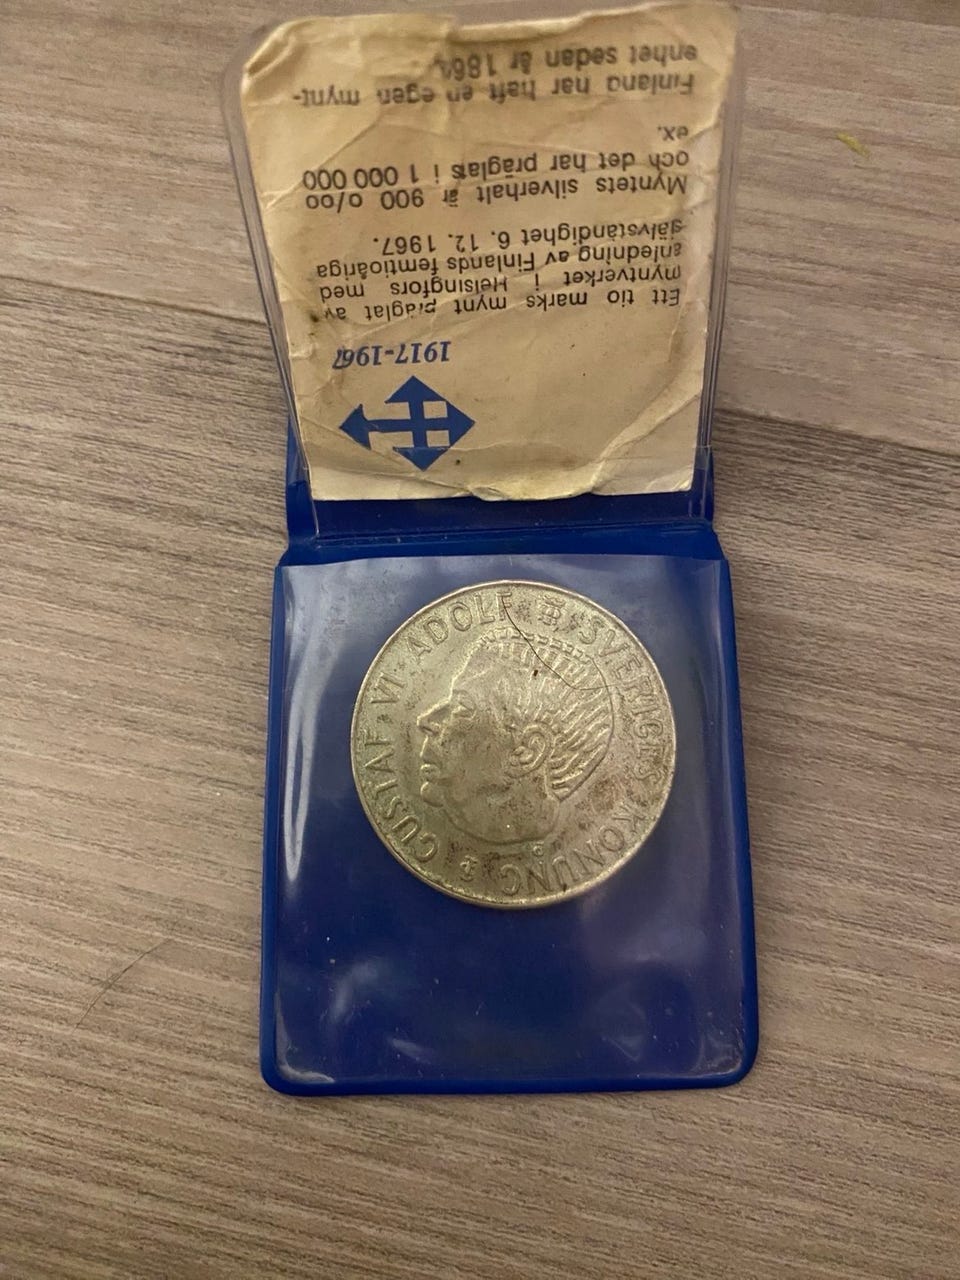 1917-1967
Ett tio marks mynt präglat av
myntverket i Helsingfors med
anledning av Finlands femtioåriga
självständighet 6. 12. 1967.
Myntets silverhalt är 900 o/oo
och det har präglats i 1 000 000
ex.
Finland har haft en egen mynt-
enhet sedan år 1864.
GUSTAF VI ADOLF SVERIGES KONUNG